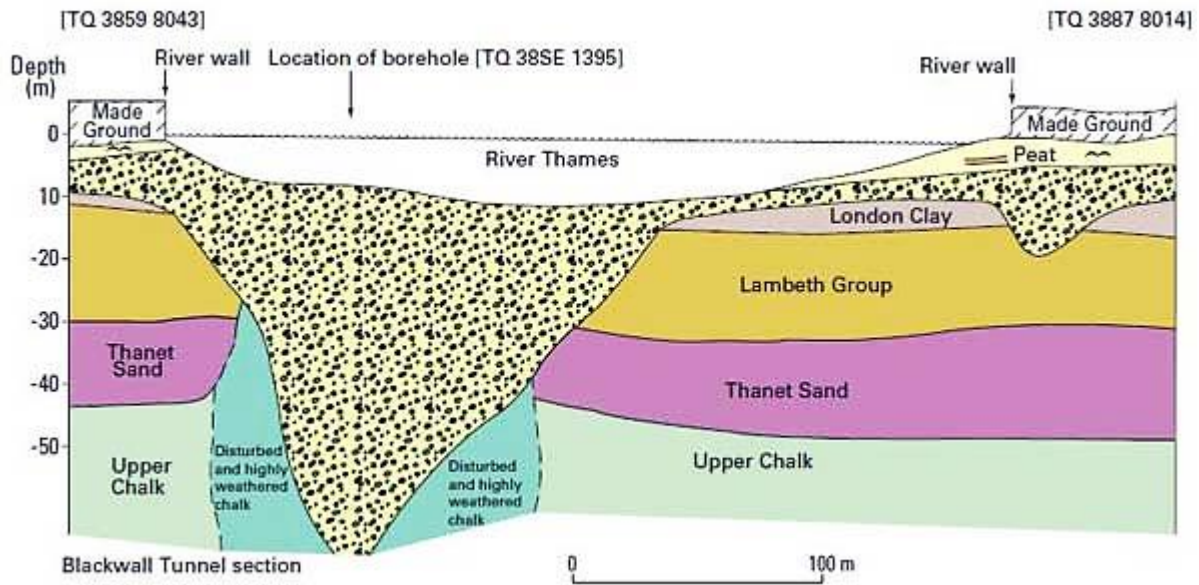 [TQ 3859 8043]
[TQ 3887 8014]
River wall
Location of borehole [TQ 38SE 1395]
River wall
Depth
(m)
Made
Ground
Made Ground
0
River Thames
Peat
10
London Clay
-20
Lambeth Group
-30
Thanet
Sand
-40
Thanet Sand
-50
Upper
Chalk
Disturbed
and highly
weathered
chalk
Disturbed
and highly
weathered
chalk
Upper Chalk
Blackwall Tunnel section
0
100 m